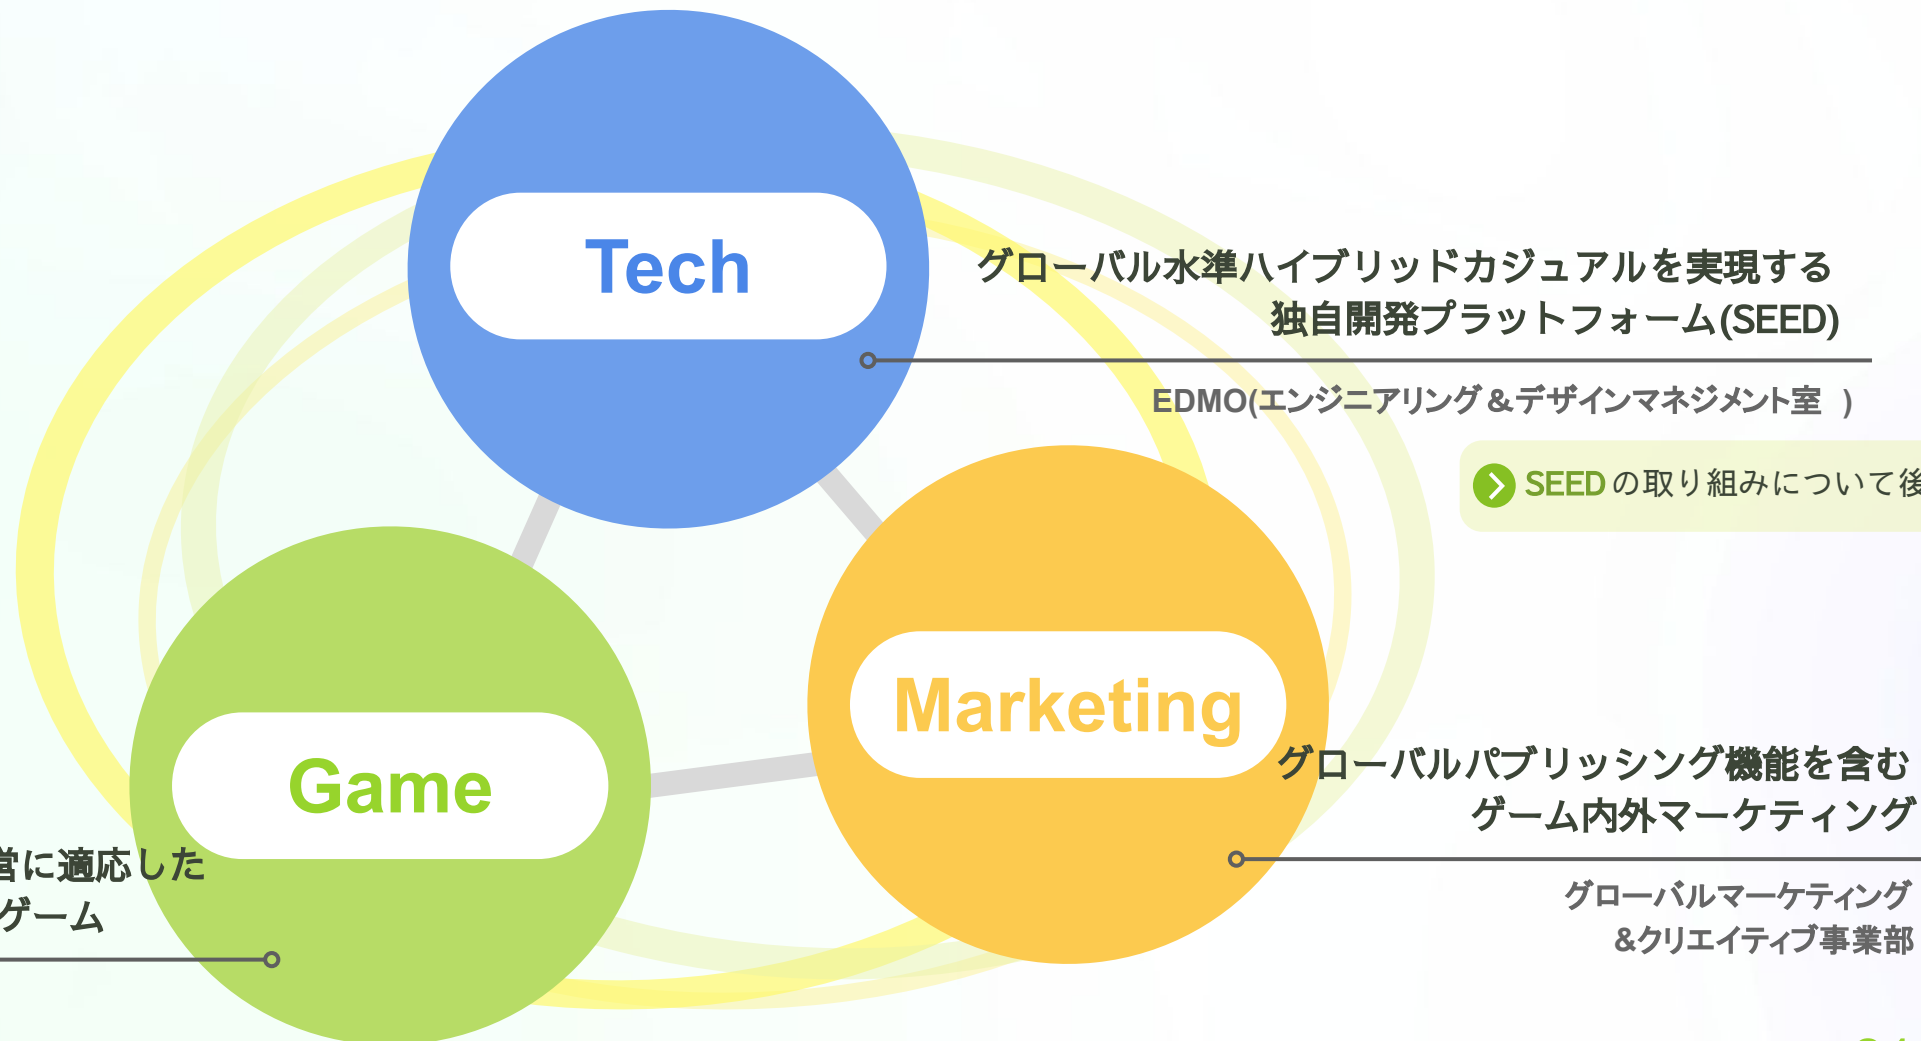 Tech
グローバル水準ハイブリッドカジュアルを実現する
独自開発プラットフォーム(SEED)
EDMO(エンジニアリング&デザインマネジメント室 )
SEEDの取り組みについて後
Marketing
グローバルパブリッシング機能を含む
ゲーム内外マーケティング
グローバルマーケティング
&クリエイティブ事業部
Game
営に適応した
ゲーム